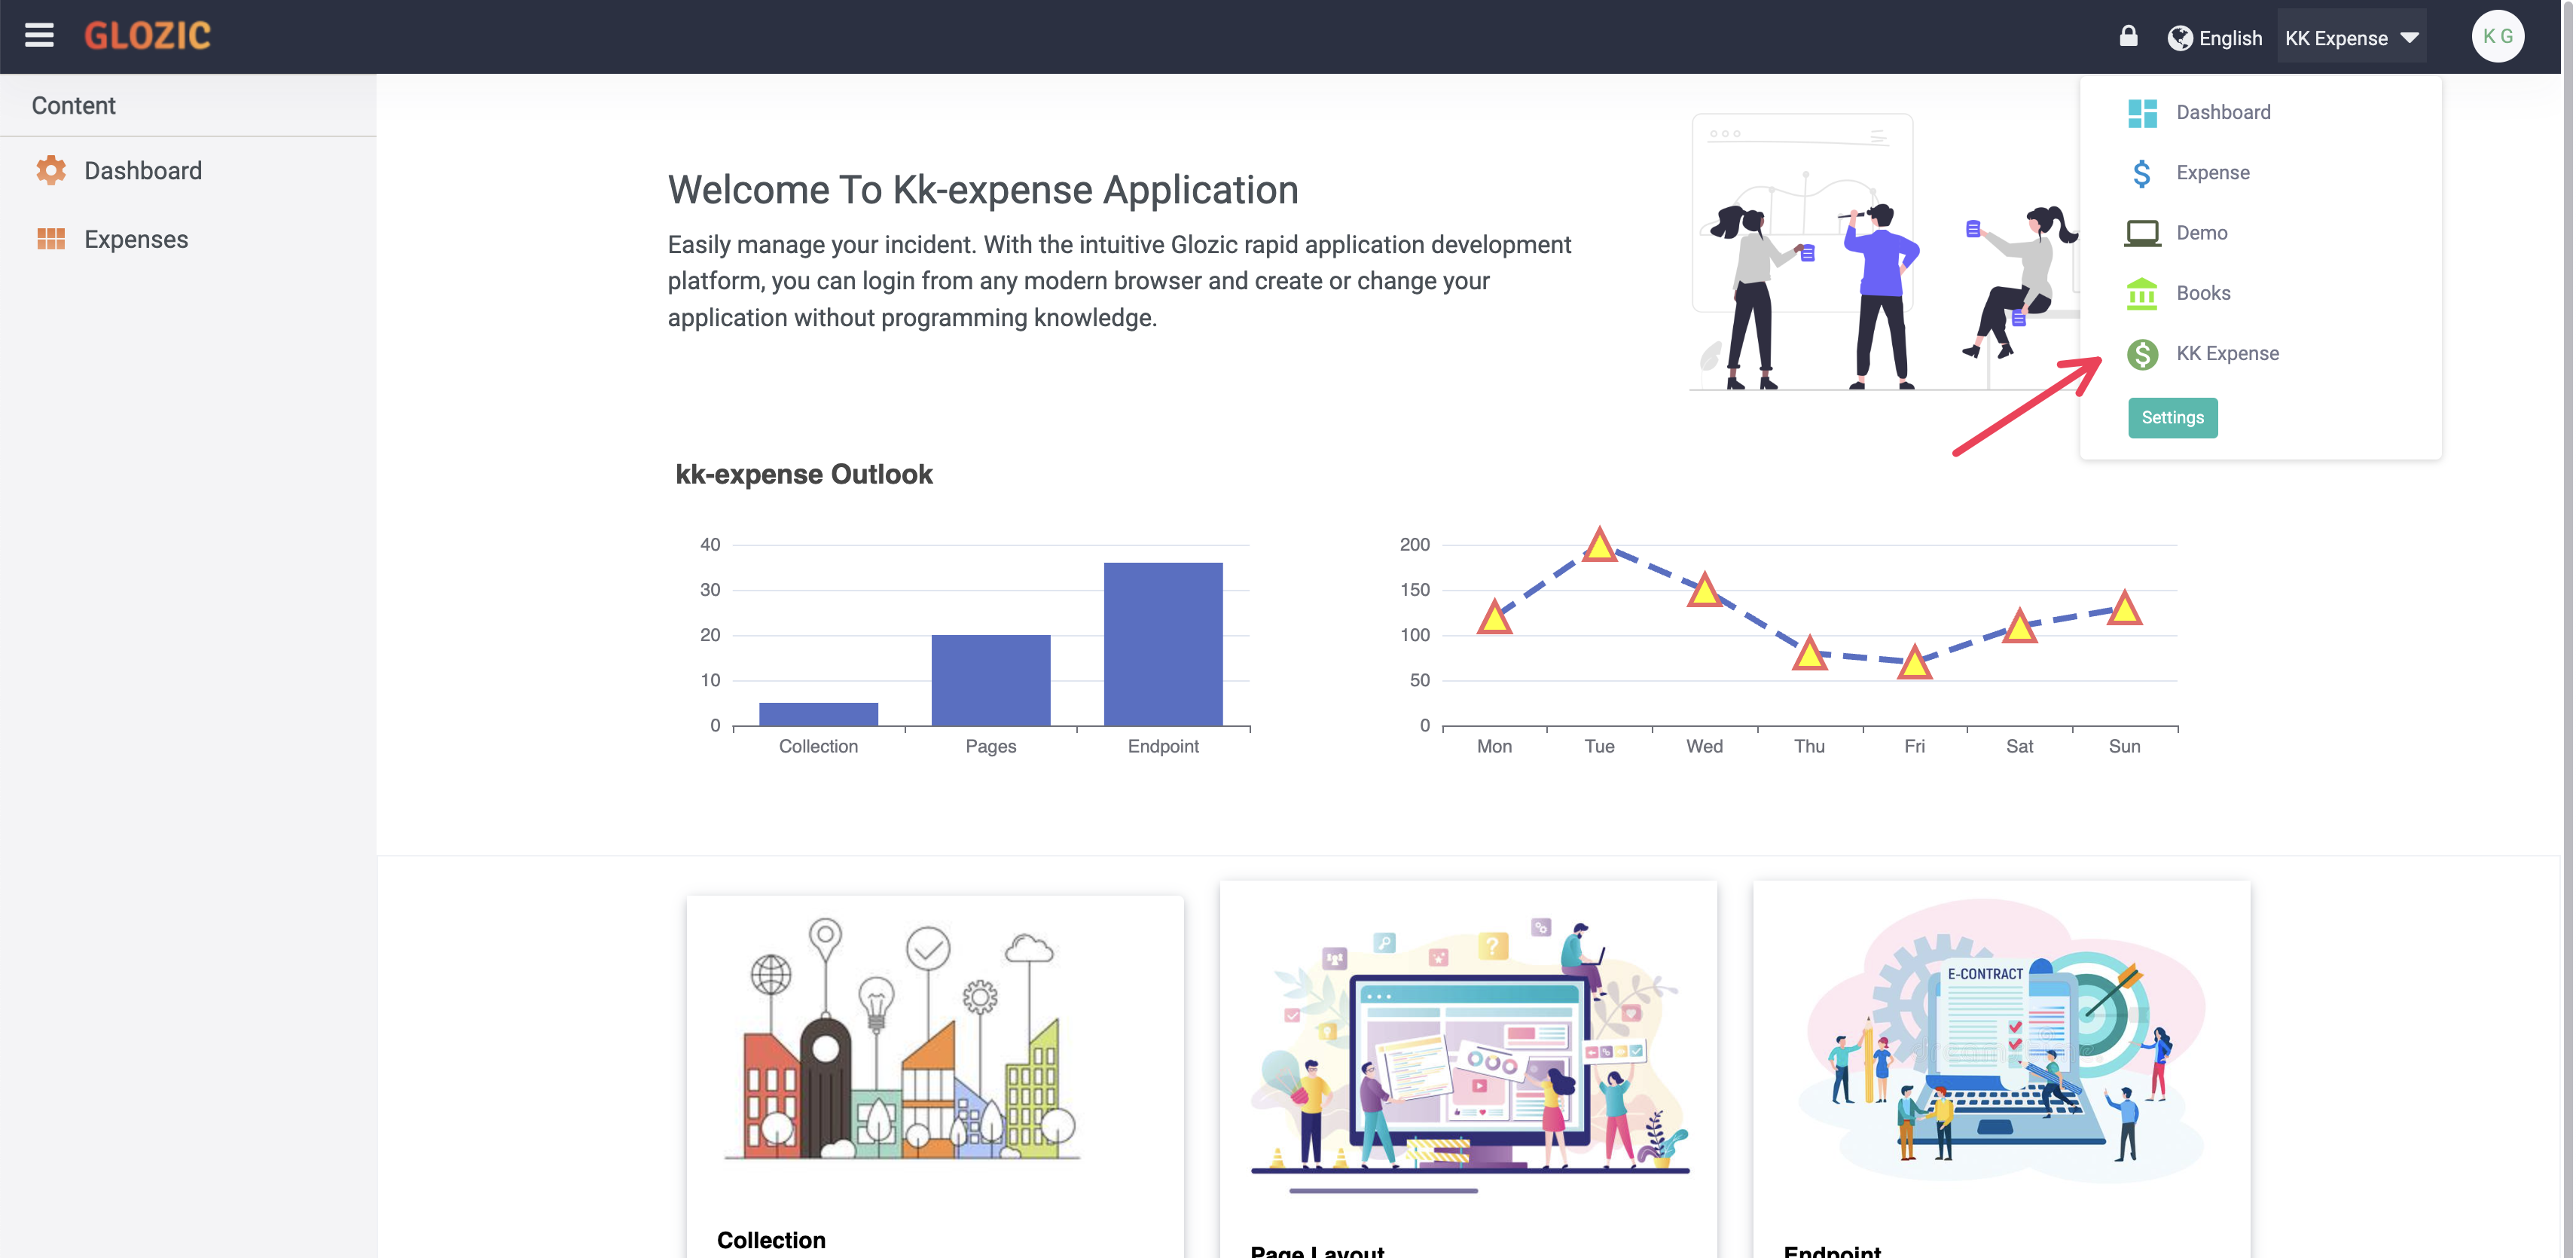 GLOZIC
English
KK Expense
K G
Content
Dashboard
Expenses
Welcome To Kk-expense Application
Easily manage your incident. With the intuitive Glozic rapid application development
platform, you can login from any modern browser and create or change your
application without programming knowledge.
Dashboard
Expense
Demo
Books
KK Expense
Settings
kk-expense Outlook
40
30
20
10
0
Collection
Pages
Endpoint
200
150
100
50
0
Mon
Tue
Wed
Thu
Fri
Sat
Sun
E-CONTRACT
Collection
Page Layout
Endpoint